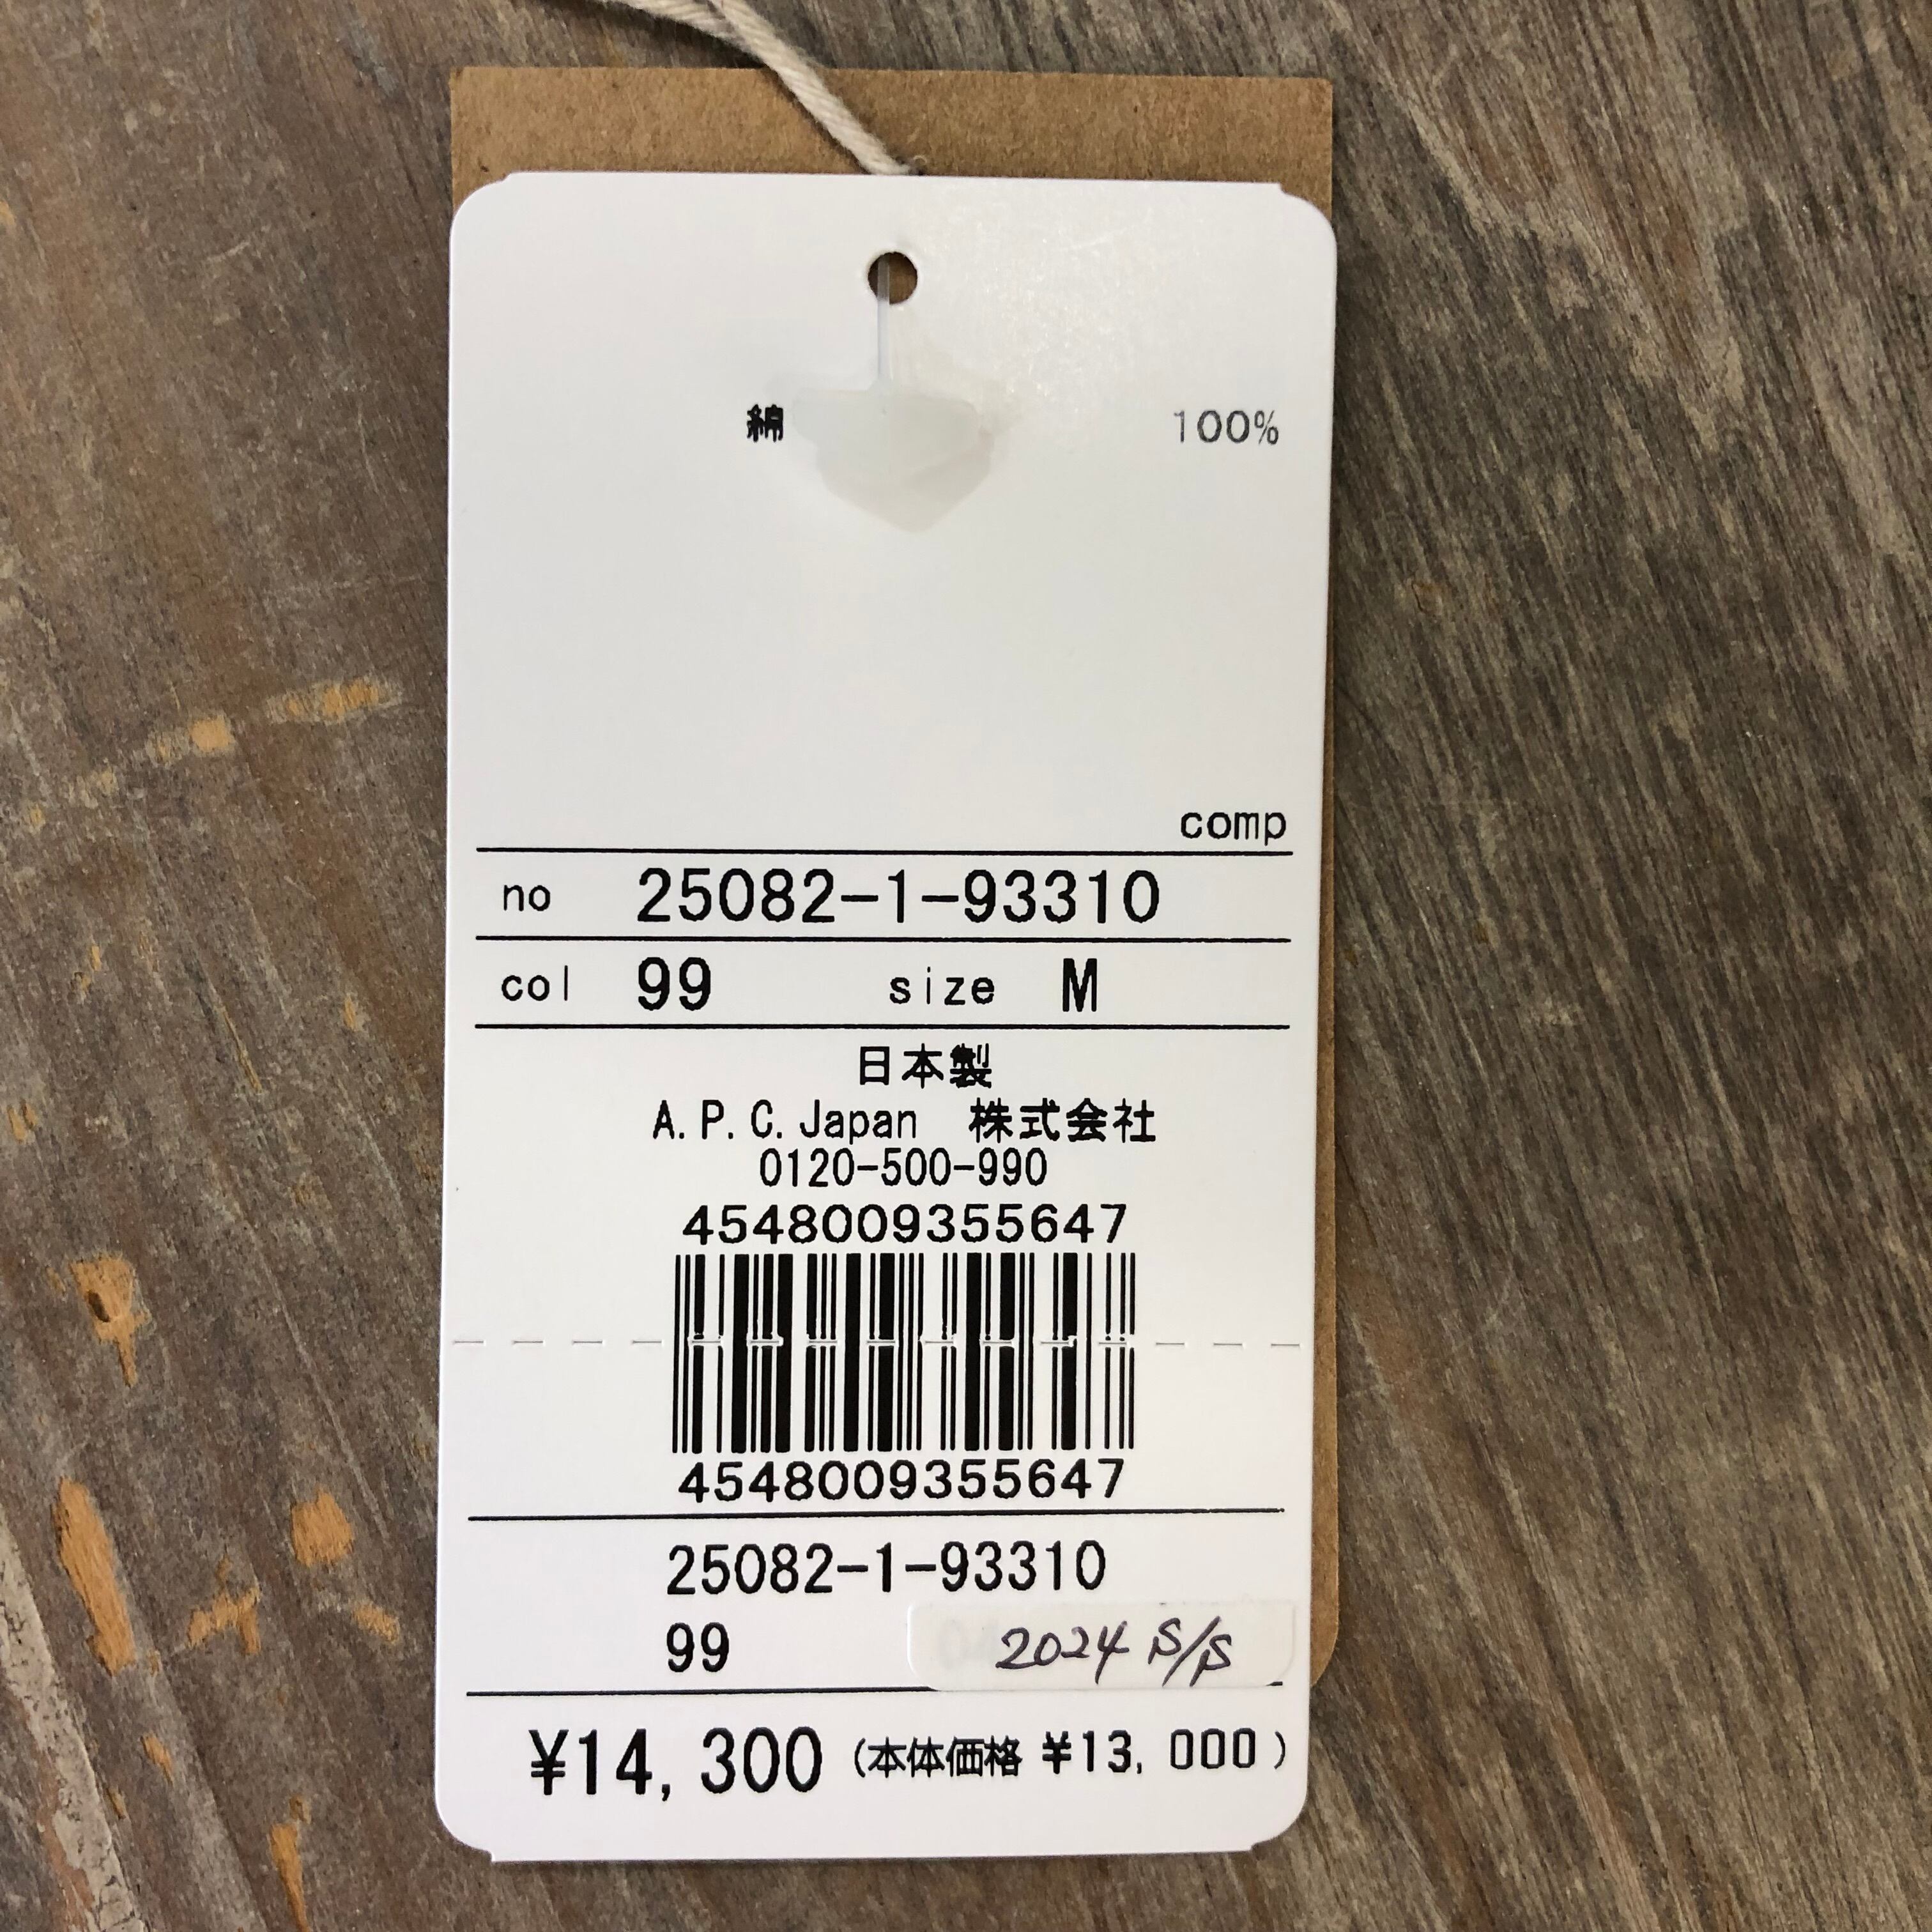 綿 100%
comp
no 25082-1-93310
col 99 size M
日本製
A.P.C.Japan 株式会社
0120-500-990
4548009355647
4548009355647
25082-1-93310
99 2024 S/S
¥14,300 (本体価格 ¥13,000)